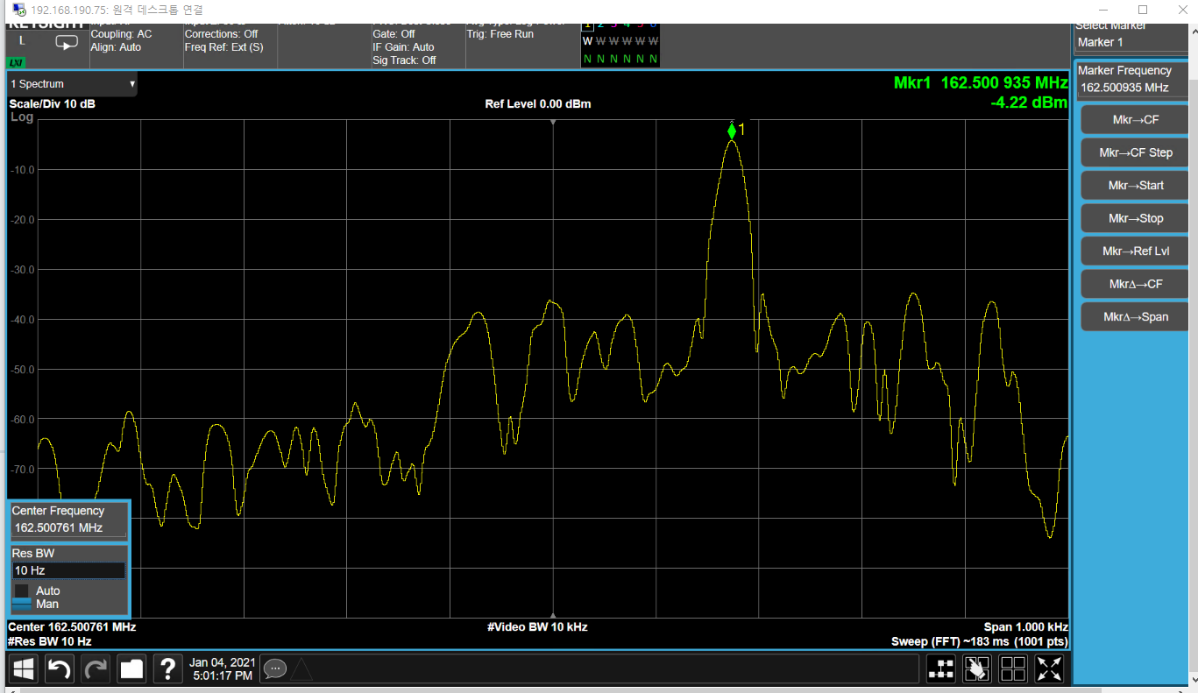 192.168.190.75: 원격 데스크톱 연결
KEYSIGHT
L
Coupling: AC
Align: Auto
Corrections: Off
Freq Ref: Ext (S)
Gate: Off
IF Gain: Auto
Sig Track: Off
Trig: Free Run
1 2 3 4 5 6
W W W W W W
N N N N N N
LXI
Select Marker
Marker 1
1 Spectrum
Scale/Div 10 dB
Log
Ref Level 0.00 dBm
Mkr1 162.500 935 MHz
-4.22 dBm
1
-10.0
-20.0
-30.0
-40.0
-50.0
-60.0
-70.0
Marker Frequency
162.500935 MHz
Mkr→CF
Mkr→CF Step
Mkr→Start
Mkr→Stop
Mkr→Ref Lvl
MkrΔ→CF
MkrΔ→Span
Center Frequency
162.500761 MHz
Res BW
10 Hz
Auto
Man
Center 162.500761 MHz
#Res BW 10 Hz
#Video BW 10 kHz
Span 1.000 kHz
Sweep (FFT) ~183 ms (1001 pts)
?
Jan 04, 2021
5:01:17 PM